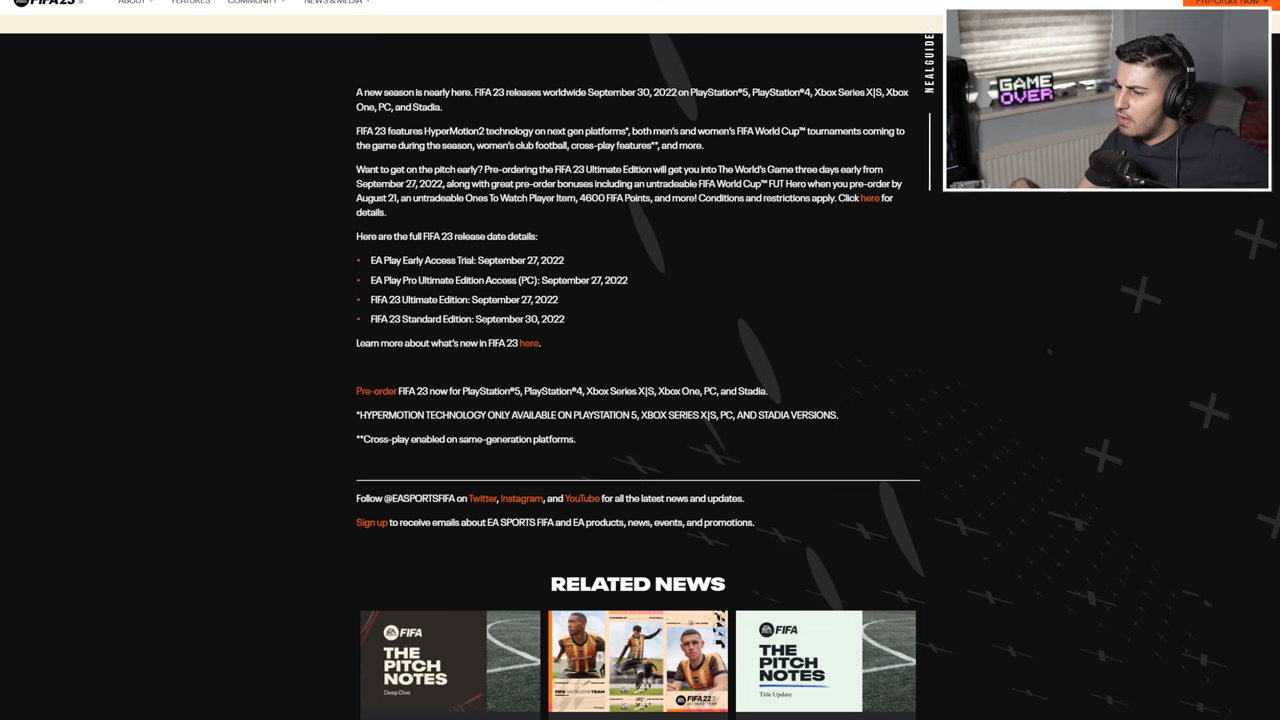 FIFA 23
ABOUT
FEATURES
COMMUNITY
NEWS & MEDIA
Pre-Order Now
NEALGUIDE
GAME
OVER
A new season is nearly here. FIFA 23 releases worldwide September 30, 2022 on PlayStation®5, PlayStation®4, Xbox Series X|S, Xbox
One, PC, and Stadia.
FIFA 23 features HyperMotion2 technology on next gen platforms*, both men's and women's FIFA World Cup™ tournaments coming to
the game during the season, women's club football, cross-play features**, and more.
Want to get on the pitch early? Pre-ordering the FIFA 23 Ultimate Edition will get you into The World's Game three days early from
September 27, 2022, along with great pre-order bonuses including an untradeable FIFA World Cup™ FUT Hero when you pre-order by
August 21, an untradeable Ones To Watch Player Item, 4600 FIFA Points, and more! Conditions and restrictions apply. Click here for
details.
Here are the full FIFA 23 release date details:
• EA Play Early Access Trial: September 27, 2022
• EA Play Pro Ultimate Edition Access (PC): September 27, 2022
• FIFA 23 Ultimate Edition: September 27, 2022
• FIFA 23 Standard Edition: September 30, 2022
Learn more about what's new in FIFA 23 here.
Pre-order FIFA 23 now for PlayStation®5, PlayStation®4, Xbox Series X|S, Xbox One, PC, and Stadia.
*HYPERMOTION TECHNOLOGY ONLY AVAILABLE ON PLAYSTATION 5, XBOX SERIES X|S, PC, AND STADIA VERSIONS.
**Cross-play enabled on same-generation platforms.
Follow @EASPORTSFIFA on Twitter, Instagram, and YouTube for all the latest news and updates.
Sign up to receive emails about EA SPORTS FIFA and EA products, news, events, and promotions.
RELATED NEWS
FIFA
THE
PITCH
NOTES
Deep Dive
FIFA 22
FIFA
THE
PITCH
NOTES
Title Update